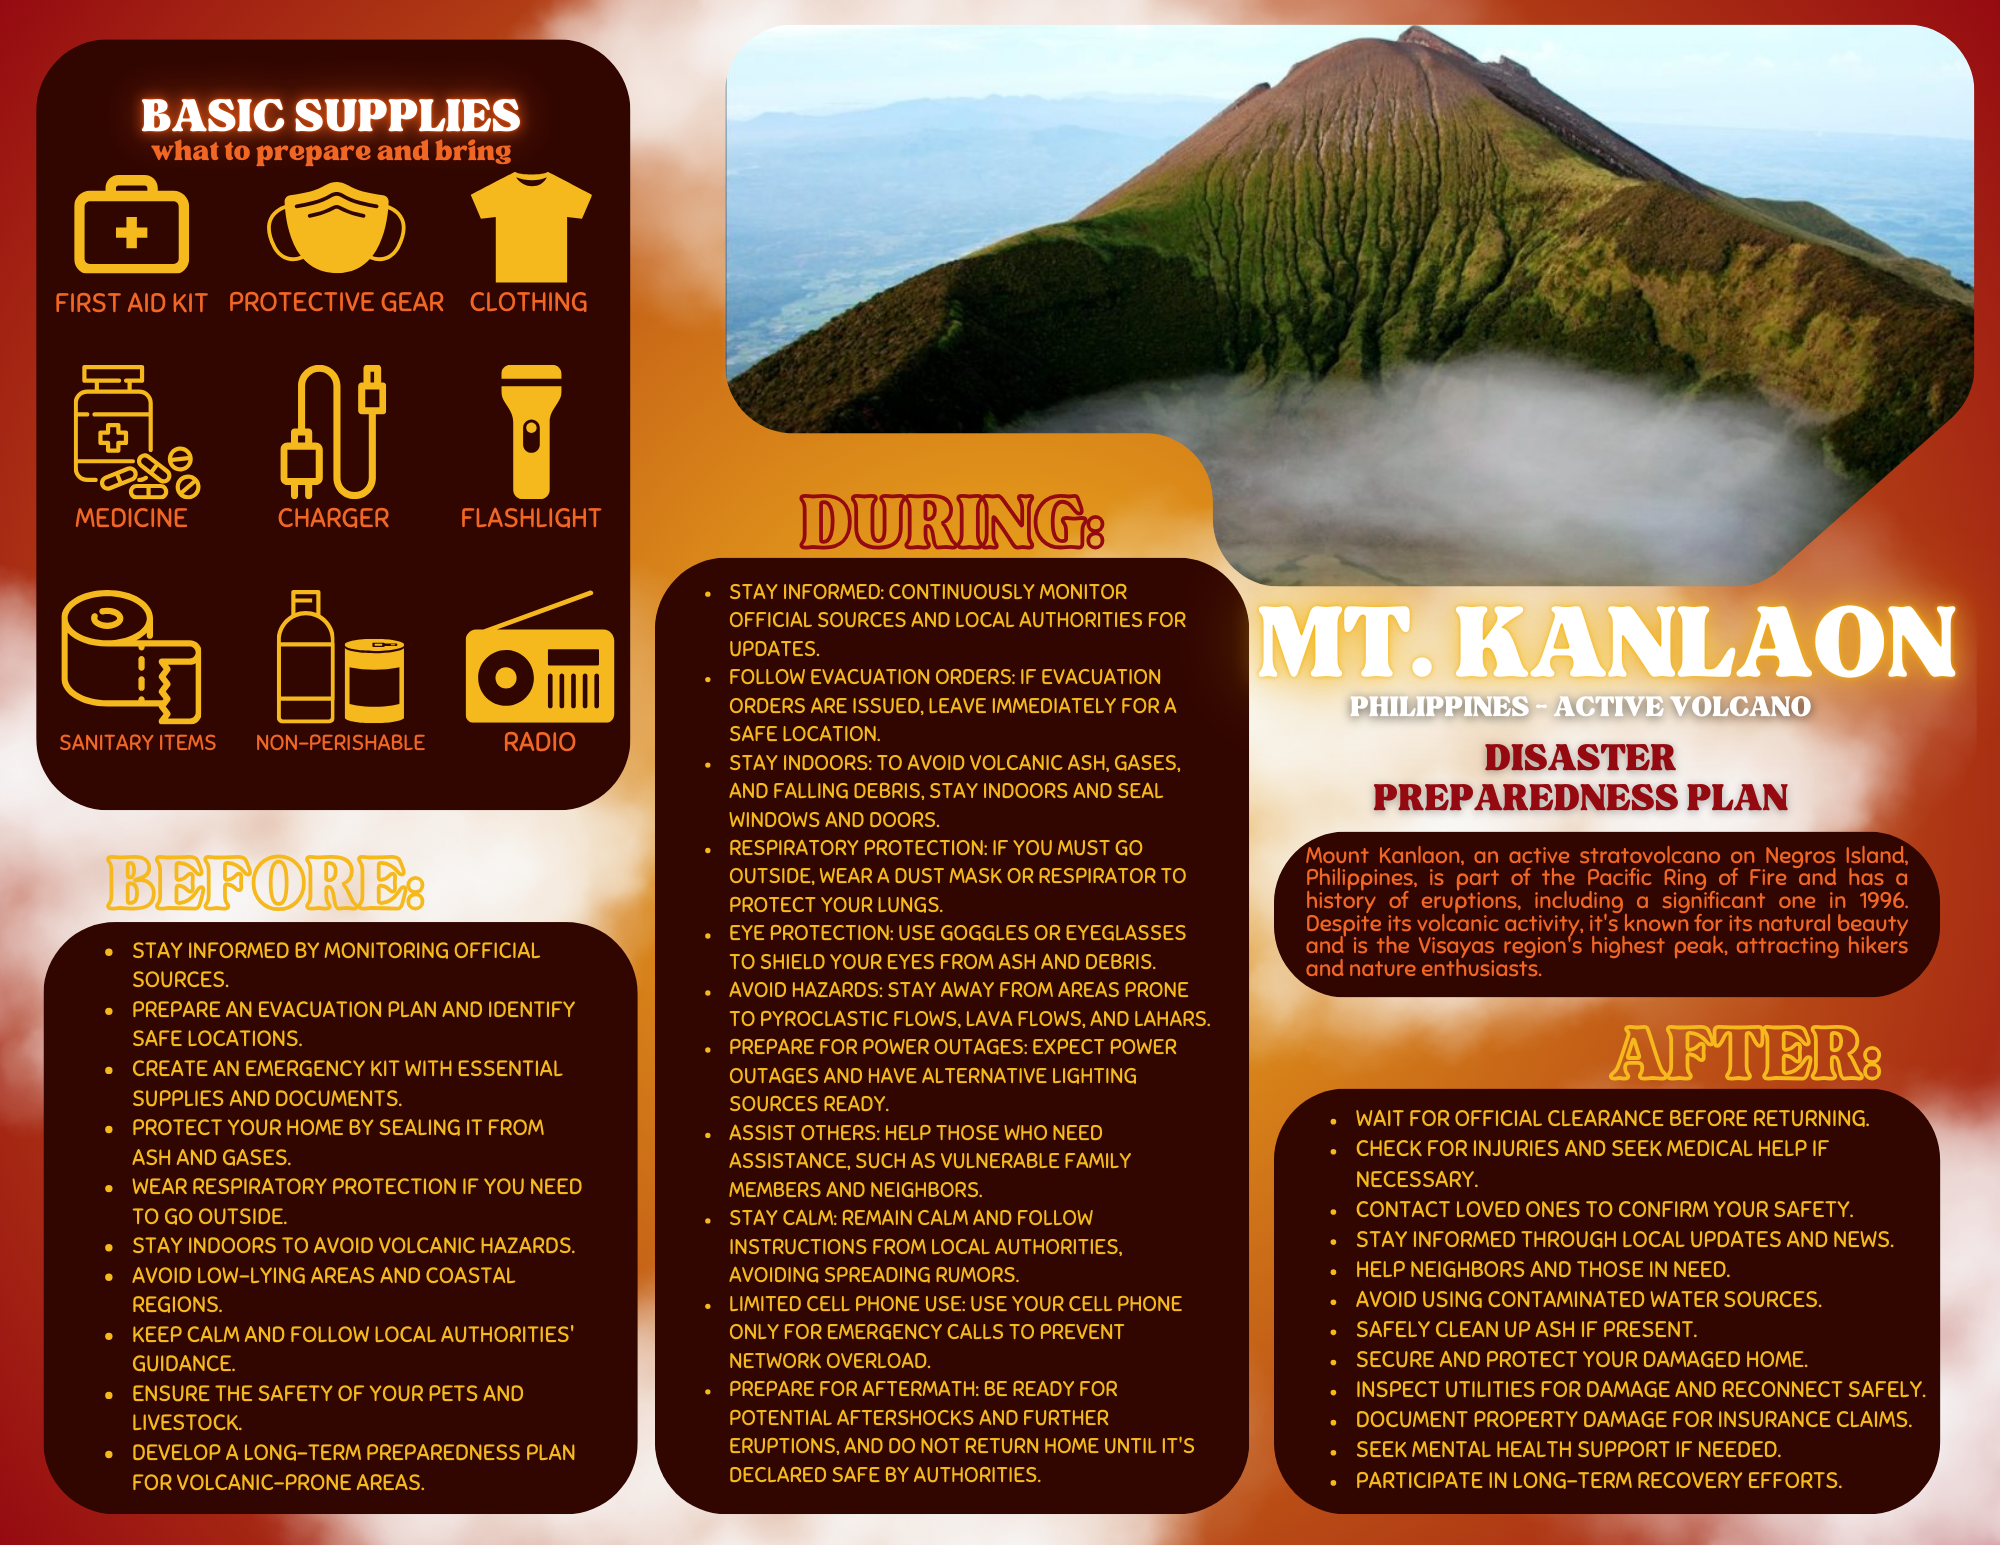 BASIC SUPPLIES
what to prepare and bring
FIRST AID KIT
PROTECTIVE GEAR
CLOTHING
MEDICINE
CHARGER
FLASHLIGHT
SANITARY ITEMS
NON-PERISHABLE
RADIO
BEFORE:
• STAY INFORMED BY MONITORING OFFICIAL
SOURCES.
• PREPARE AN EVACUATION PLAN AND IDENTIFY
SAFE LOCATIONS.
• CREATE AN EMERGENCY KIT WITH ESSENTIAL
SUPPLIES AND DOCUMENTS.
• PROTECT YOUR HOME BY SEALING IT FROM
ASH AND GASES.
• WEAR RESPIRATORY PROTECTION IF YOU NEED
TO GO OUTSIDE.
• STAY INDOORS TO AVOID VOLCANIC HAZARDS.
• AVOID LOW-LYING AREAS AND COASTAL
REGIONS.
• KEEP CALM AND FOLLOW LOCAL AUTHORITIES'
GUIDANCE.
• ENSURE THE SAFETY OF YOUR PETS AND
LIVESTOCK.
• DEVELOP A LONG-TERM PREPAREDNESS PLAN
FOR VOLCANIC-PRONE AREAS.
DURING:
• STAY INFORMED: CONTINUOUSLY MONITOR
OFFICIAL SOURCES AND LOCAL AUTHORITIES FOR
UPDATES.
• FOLLOW EVACUATION ORDERS: IF EVACUATION
ORDERS ARE ISSUED, LEAVE IMMEDIATELY FOR A
SAFE LOCATION.
• STAY INDOORS: TO AVOID VOLCANIC ASH, GASES,
AND FALLING DEBRIS, STAY INDOORS AND SEAL
WINDOWS AND DOORS.
• RESPIRATORY PROTECTION: IF YOU MUST GO
OUTSIDE, WEAR A DUST MASK OR RESPIRATOR TO
PROTECT YOUR LUNGS.
• EYE PROTECTION: USE GOGGLES OR EYEGLASSES
TO SHIELD YOUR EYES FROM ASH AND DEBRIS.
• AVOID HAZARDS: STAY AWAY FROM AREAS PRONE
TO PYROCLASTIC FLOWS, LAVA FLOWS, AND LAHARS.
• PREPARE FOR POWER OUTAGES: EXPECT POWER
OUTAGES AND HAVE ALTERNATIVE LIGHTING
SOURCES READY.
• ASSIST OTHERS: HELP THOSE WHO NEED
ASSISTANCE, SUCH AS VULNERABLE FAMILY
MEMBERS AND NEIGHBORS.
• STAY CALM: REMAIN CALM AND FOLLOW
INSTRUCTIONS FROM LOCAL AUTHORITIES,
AVOIDING SPREADING RUMORS.
• LIMITED CELL PHONE USE: USE YOUR CELL PHONE
ONLY FOR EMERGENCY CALLS TO PREVENT
NETWORK OVERLOAD.
• PREPARE FOR AFTERMATH: BE READY FOR
POTENTIAL AFTERSHOCKS AND FURTHER
ERUPTIONS, AND DO NOT RETURN HOME UNTIL IT'S
DECLARED SAFE BY AUTHORITIES.
MT. KANLAON
PHILIPPINES - ACTIVE VOLCANO
DISASTER
PREPAREDNESS PLAN
Mount Kanlaon, an active stratovolcano on Negros Island,
Philippines, is part of the Pacific Ring of Fire and has a
history of eruptions, including a significant one in 1996.
Despite its volcanic activity, it's known for its natural beauty
and is the Visayas region's highest peak, attracting hikers
and nature enthusiasts.
AFTER:
• WAIT FOR OFFICIAL CLEARANCE BEFORE RETURNING.
• CHECK FOR INJURIES AND SEEK MEDICAL HELP IF
NECESSARY.
• CONTACT LOVED ONES TO CONFIRM YOUR SAFETY.
• STAY INFORMED THROUGH LOCAL UPDATES AND NEWS.
• HELP NEIGHBORS AND THOSE IN NEED.
• AVOID USING CONTAMINATED WATER SOURCES.
• SAFELY CLEAN UP ASH IF PRESENT.
• SECURE AND PROTECT YOUR DAMAGED HOME.
• INSPECT UTILITIES FOR DAMAGE AND RECONNECT SAFELY.
• DOCUMENT PROPERTY DAMAGE FOR INSURANCE CLAIMS.
• SEEK MENTAL HEALTH SUPPORT IF NEEDED.
• PARTICIPATE IN LONG-TERM RECOVERY EFFORTS.